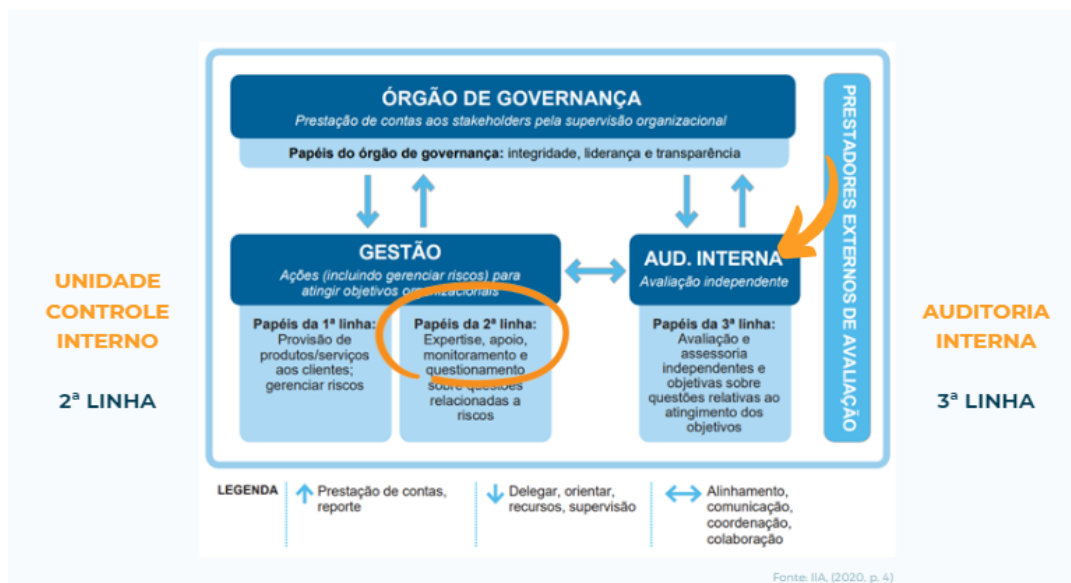 ÓRGÃO DE GOVERNANÇA
Prestação de contas aos stakeholders pela supervisão organizacional
Papéis do órgão de governança: integridade, liderança e transparência
PRESTADORES EXTERNOS DE AVALIAÇÃO
GESTÃO
Ações (incluindo gerenciar riscos) para
atingir objetivos organizacionais
AUD. INTERNA
Avaliação independente
UNIDADE
CONTROLE
INTERNO
2ª LINHA
Papéis da 1ª linha:
Provisão de
produtos/serviços
aos clientes;
gerenciar riscos
Papéis da 2ª linha:
Expertise, apoio,
monitoramento e
questionamento
sobre questões
relacionadas a
riscos
Papéis da 3ª linha:
Avaliação e
assessoria
independentes e
objetivas sobre
questões relativas ao
atingimento dos
objetivos
AUDITORIA
INTERNA
3ª LINHA
LEGENDA
Prestação de contas,
reporte
Delegar, orientar,
recursos, supervisão
Alinhamento,
comunicação,
coordenação,
colaboração
Fonte: IIA, (2020, p. 4)